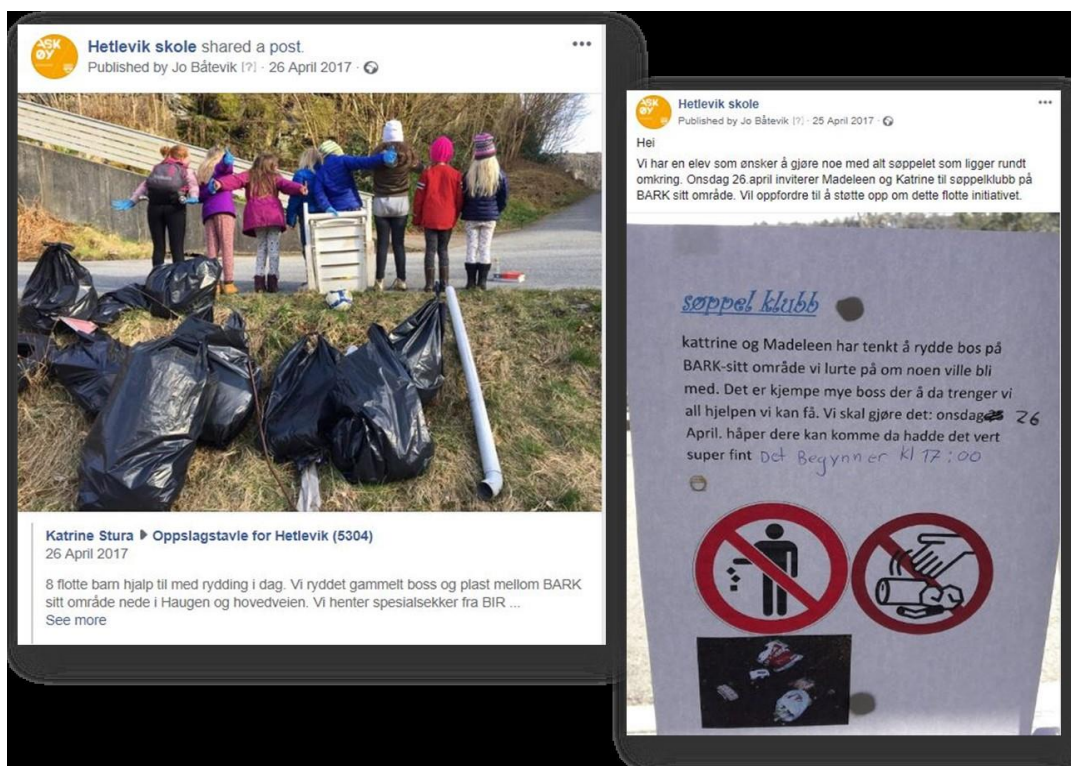 ASK
ØY
Hetlevik skole shared a post.
Published by Jo Båtevik [?] · 26 April 2017 ·
Katrine Stura ▶ Oppslagstavle for Hetlevik (5304)
26 April 2017
8 flotte barn hjalp til med rydding i dag. Vi ryddet gammelt boss og plast mellom BARK
sitt område nede i Haugen og hovedveien. Vi henter spesialsekker fra BIR ...
See more
ASK
ØY
Hetlevik skole
Published by Jo Båtevik [?] · 25 April 2017 ·
Hei
Vi har en elev som ønsker å gjøre noe med alt søppelet som ligger rundt
omkring. Onsdag 26.april inviterer Madeleen og Katrine til søppelklubb på
BARK sitt område. Vil oppfordre til å støtte opp om dette flotte initiativet.
søppel klubb
kattrine og Madeleen har tenkt å rydde bos på
BARK-sitt område vi lurte på om noen ville bli
med. Det er kjempe mye boss der å da trenger vi
all hjelpen vi kan få. Vi skal gjøre det: onsdag 26
April. håper dere kan komme da hadde det vert
super fint Det Begynner kl 17:00